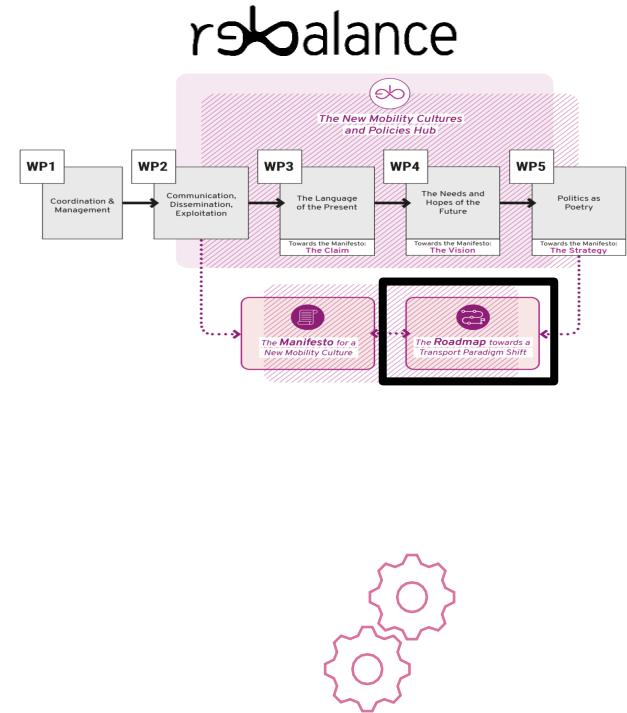 rebalance
eb
The New Mobility Cultures
and Policies Hub
WP1
WP2
WP3
WP4
WP5
Coordination &
Management
Communication,
Dissemination,
Exploitation
The Language
of the Present
The Needs and
Hopes of the
Future
Politics as
Poetry
Towards the Manifesto:
The Claim
Towards the Manifesto:
The Vision
Towards the Manifesto:
The Strategy
The Manifesto for a
New Mobility Culture
The Roadmap towards a
Transport Paradigm Shift